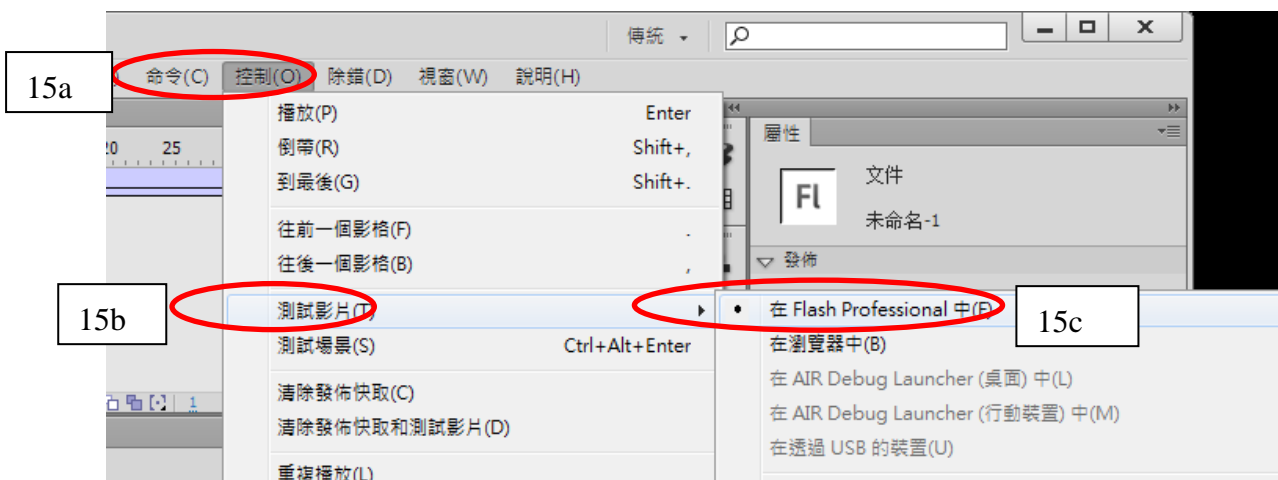 傳統
15a
命令(C) 控制(O) 除錯(D) 視窗(W) 說明(H)
播放(P) Enter
倒帶(R) Shift+,
到最後(G) Shift+.
往前一個影格(F) .
往後一個影格(B) ,
測試影片(T)
測試場景(S) Ctrl+Alt+Enter
清除發佈快取(C)
清除發佈快取和測試影片(D)
重複播放(L)
25
1
屬性
Fl
文件
未命名-1
發佈
15b
在 Flash Professional 中(F)
15c
在瀏覽器中(B)
在 AIR Debug Launcher (桌面) 中(L)
在 AIR Debug Launcher (行動裝置) 中(M)
在透過 USB 的裝置(U)